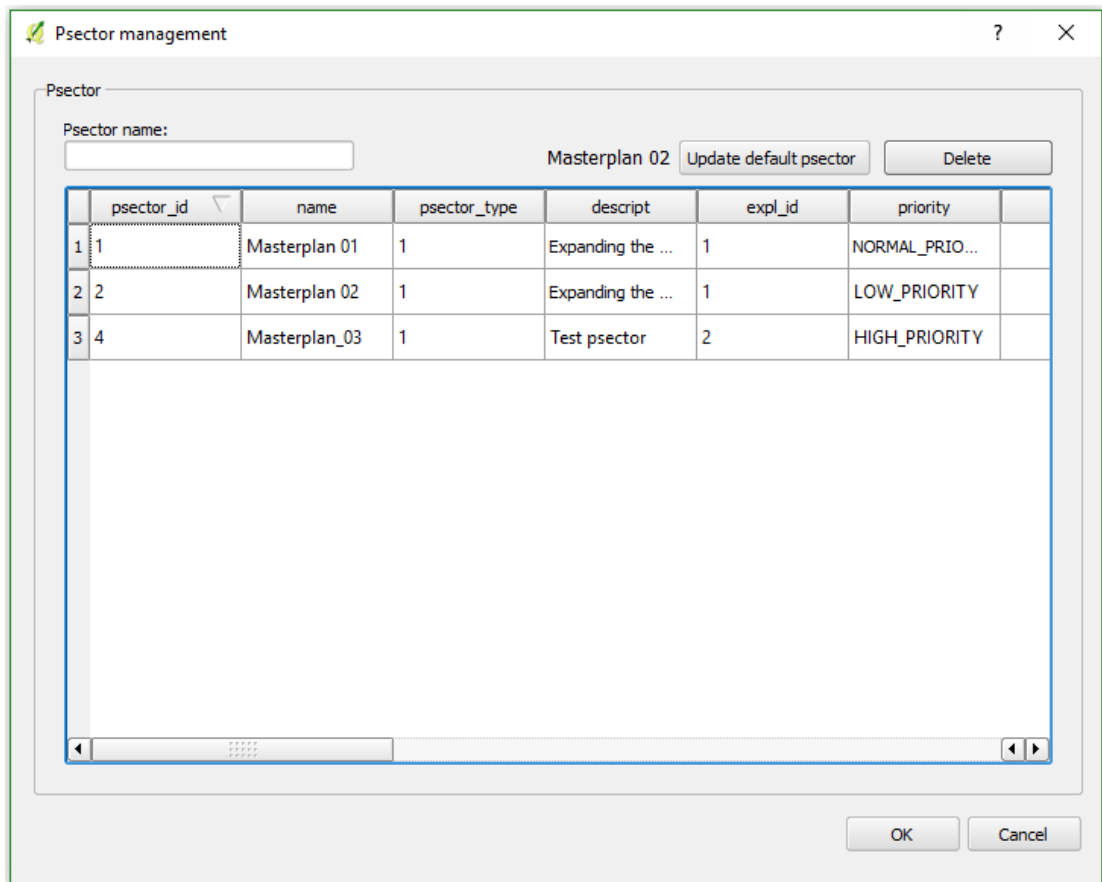 Psector management ?
Psector
Psector name:
Masterplan 02 Update default psector Delete
psector_id name psector_type descript expl_id priority
1 1 Masterplan 01 1 Expanding the ... 1 NORMAL_PRIO...
2 2 Masterplan 02 1 Expanding the ... 1 LOW_PRIORITY
3 4 Masterplan_03 1 Test psector 2 HIGH_PRIORITY
OK Cancel